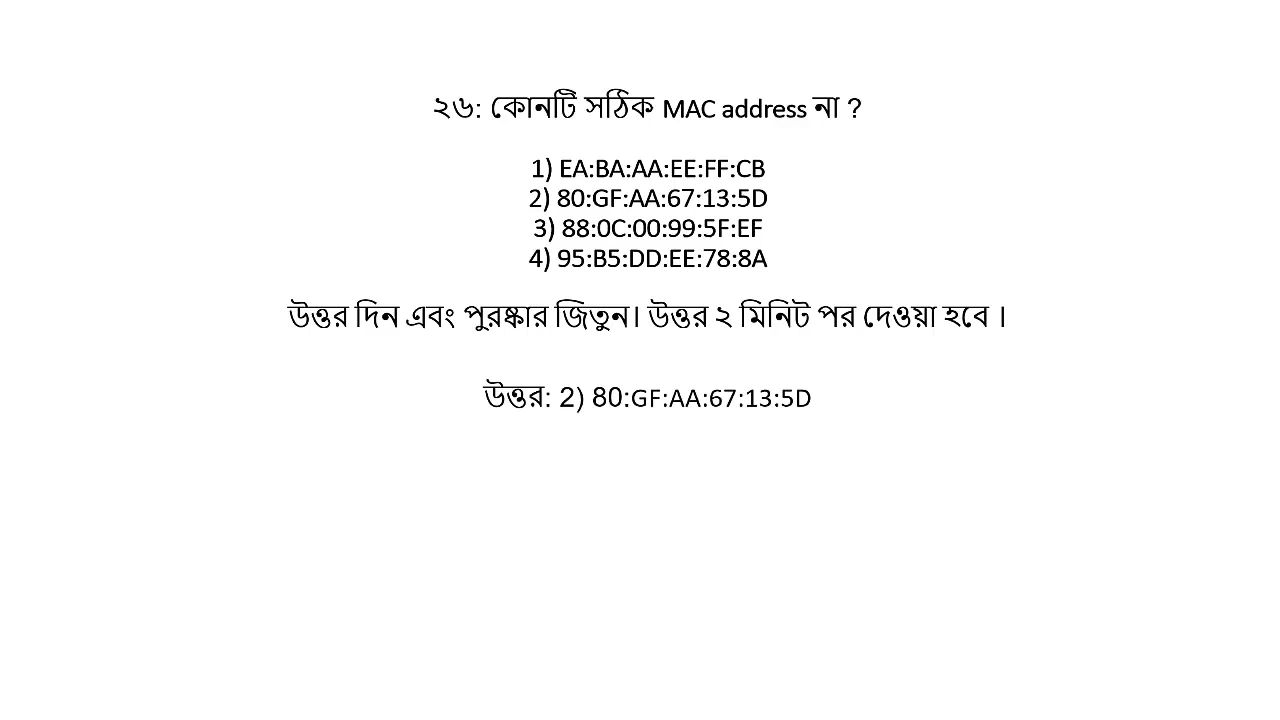 ২৬: কোনটি সঠিক MAC address না ?
1) EA:BA:AA:EE:FF:CB
2) 80:GF:AA:67:13:5D
3) 88:0C:00:99:5F:EF
4) 95:B5:DD:EE:78:8A
উত্তর দিন এবং পুরষ্কার জিতুন। উত্তর ২ মিনিট পর দেওয়া হবে ।
উত্তর: 2) 80:GF:AA:67:13:5D